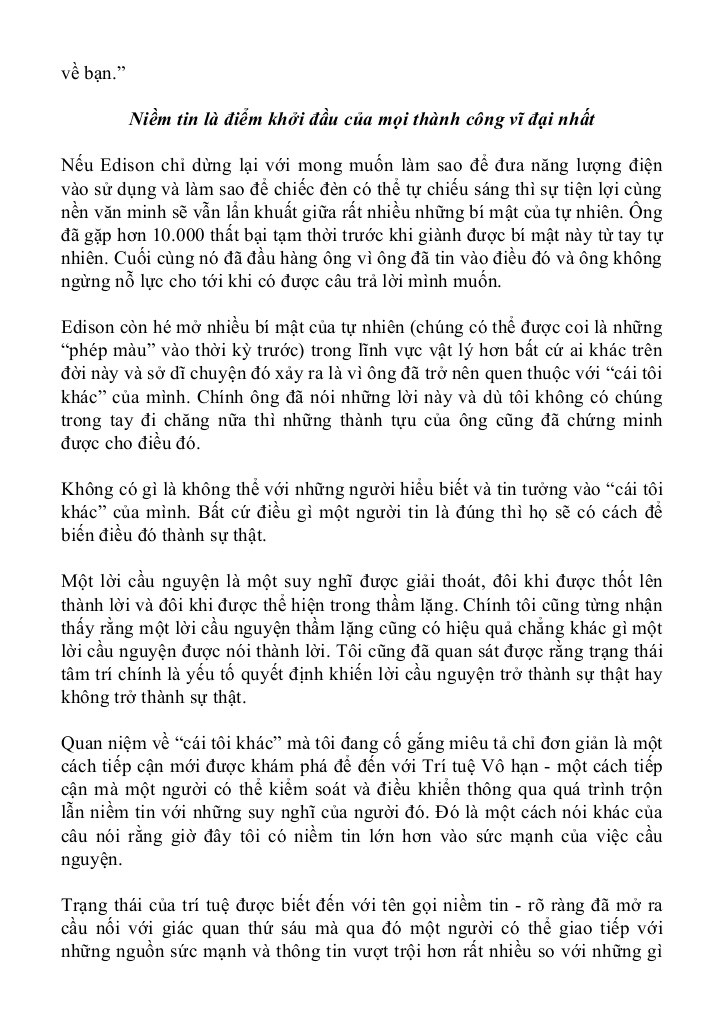 về bạn.”
Niềm tin là điểm khởi đầu của mọi thành công vĩ đại nhất
Nếu Edison chỉ dừng lại với mong muốn làm sao để đưa năng lượng điện
vào sử dụng và làm sao để chiếc đèn có thể tự chiếu sáng thì sự tiện lợi cùng
nền văn minh sẽ vẫn lẩn khuất giữa rất nhiều những bí mật của tự nhiên. Ông
đã gặp hơn 10.000 thất bại tạm thời trước khi giành được bí mật này từ tay tự
nhiên. Cuối cùng nó đã đầu hàng ông vì ông đã tin vào điều đó và ông không
ngừng nỗ lực cho tới khi có được câu trả lời mình muốn.
Edison còn hé mở nhiều bí mật của tự nhiên (chúng có thể được coi là những
“phép màu” vào thời kỳ trước) trong lĩnh vực vật lý hơn bất cứ ai khác trên
đời này và sở dĩ chuyện đó xảy ra là vì ông đã trở nên quen thuộc với “cái tôi
khác” của mình. Chính ông đã nói những lời này và dù tôi không có chúng
trong tay đi chăng nữa thì những thành tựu của ông cũng đã chứng minh
được cho điều đó.
Không có gì là không thể với những người hiểu biết và tin tưởng vào “cái tôi
khác” của mình. Bất cứ điều gì một người tin là đúng thì họ sẽ có cách để
biến điều đó thành sự thật.
Một lời cầu nguyện là một suy nghĩ được giải thoát, đôi khi được thốt lên
thành lời và đôi khi được thể hiện trong thầm lặng. Chính tôi cũng từng nhận
thấy rằng một lời cầu nguyện thầm lặng cũng có hiệu quả chẳng khác gì một
lời cầu nguyện được nói thành lời. Tôi cũng đã quan sát được rằng trạng thái
tâm trí chính là yếu tố quyết định khiến lời cầu nguyện trở thành sự thật hay
không trở thành sự thật.
Quan niệm về “cái tôi khác” mà tôi đang cố gắng miêu tả chỉ đơn giản là một
cách tiếp cận mới được khám phá để đến với Trí tuệ Vô hạn - một cách tiếp
cận mà một người có thể kiểm soát và điều khiển thông qua quá trình trộn
lẫn niềm tin với những suy nghĩ của người đó. Đó là một cách nói khác của
câu nói rằng giờ đây tôi có niềm tin lớn hơn vào sức mạnh của việc cầu
nguyện.
Trạng thái của trí tuệ được biết đến với tên gọi niềm tin - rõ ràng đã mở ra
cầu nối với giác quan thứ sáu mà qua đó một người có thể giao tiếp với
những nguồn sức mạnh và thông tin vượt trội hơn rất nhiều so với những gì